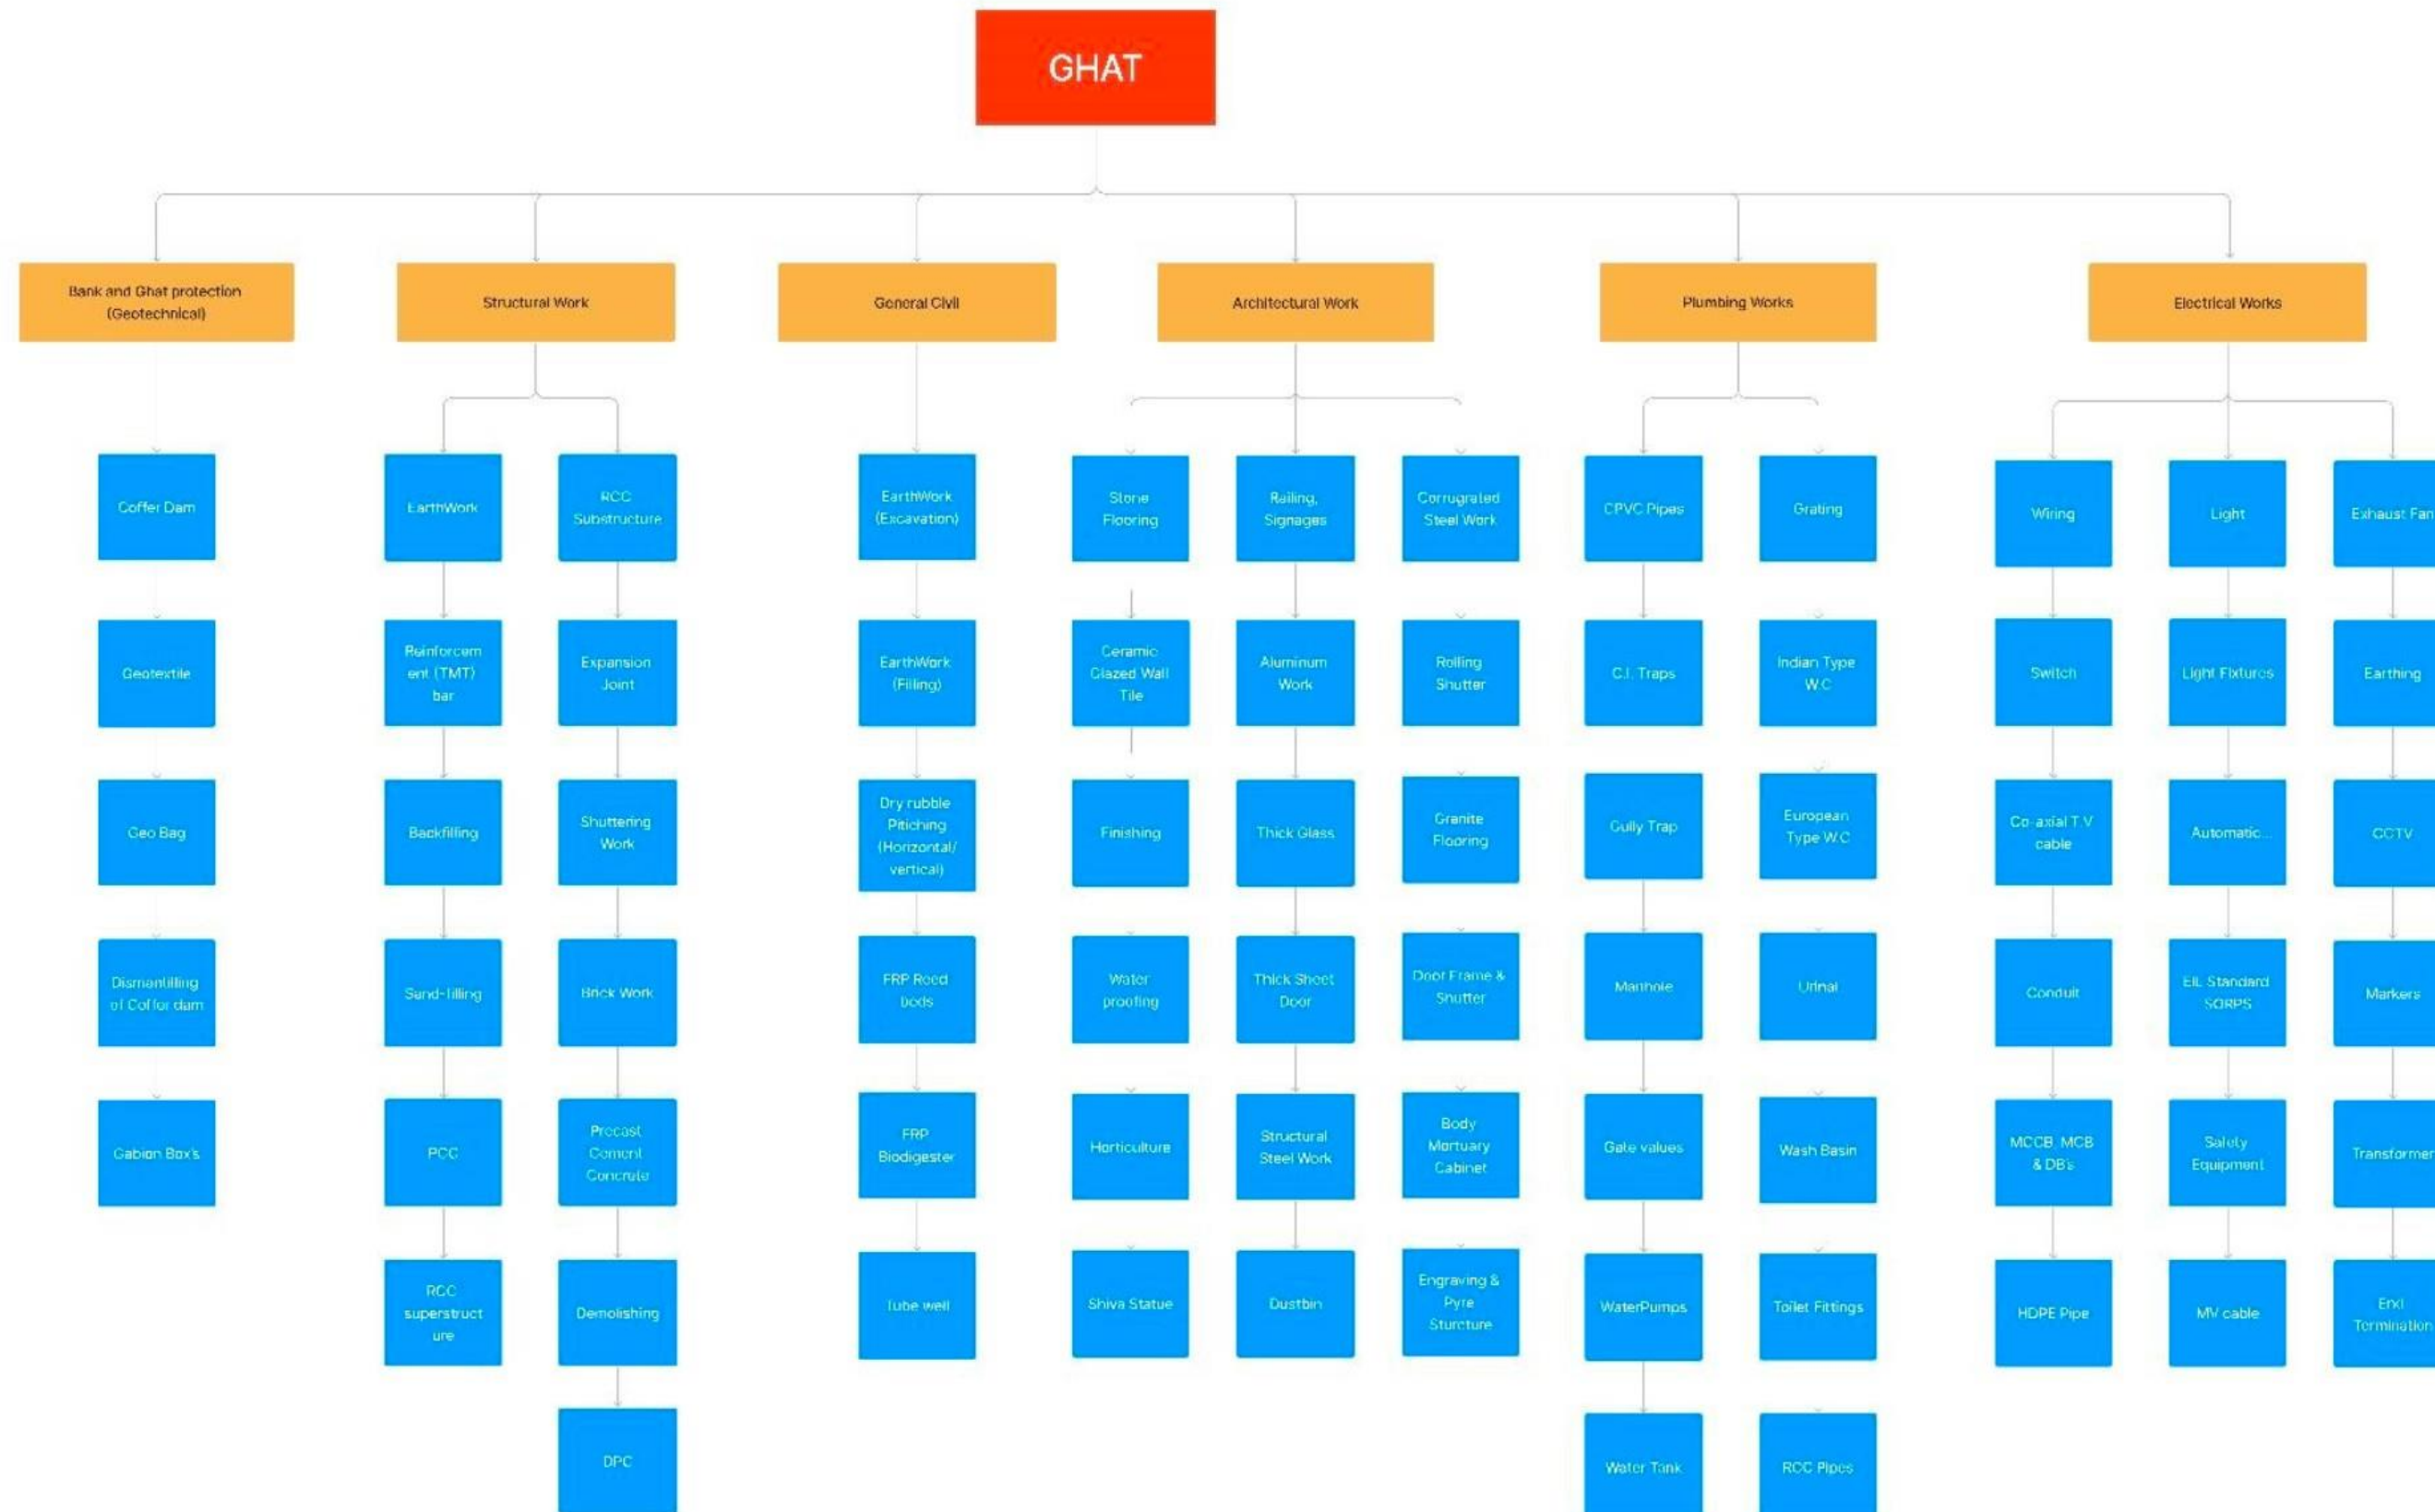 GHAT
Bank and Ghat protection
(Geotechnical)
Structural Work
General Civil
Architectural Work
Plumbing Works
Electrical Works
Coffer Dam
EarthWork
RCC
Substructure
EarthWork
(Excavation)
Stone
Flooring
Railing,
Signages
Corrugrated
Steel Work
CPVC Pipes
Grating
Wiring
Light
Exhaust Fan
Geotextile
Reinforcem
ent (TMT)
bar
Expansion
Joint
EarthWork
(Filling)
Ceramic
Glazed Wall
Tile
Aluminum
Work
Rolling
Shutter
C.I. Traps
Indian Type
W.C
Switch
Light Fixtures
Earthing
Geo Bag
Backfilling
Shuttering
Work
Dry rubble
Pitiching
(Horizontal/
vertical)
Finishing
Thick Glass
Granite
Flooring
Gully Trap
European
Type W.C
Co-axial T.V
cable
Automatic...
CCTV
Dismantilling
of Coffor dam
Sand-filling
Brick Work
FRP Reed
beds
Water
proofing
Thick Sheet
Door
Door Frame &
Shutter
Manhole
Urinal
Conduit
EIL Standard
SORPS
Markers
Gabion Box's
PCC
Precast
Cement
Concrete
FRP
Biodigester
Horticulture
Structural
Steel Work
Body
Mortuary
Cabinet
Gate values
Wash Basin
MCCB, MCB
& DB's
Safety
Equipment
Transformer
RCC
superstruct
ure
Demolishing
Tube well
Shiva Statue
Dustbin
Engraving &
Pyre
Sturcture
WaterPumps
Toilet Fittings
HDPE Pipe
MV cable
End
Termination
DPC
Water Tank
RCC Pipes